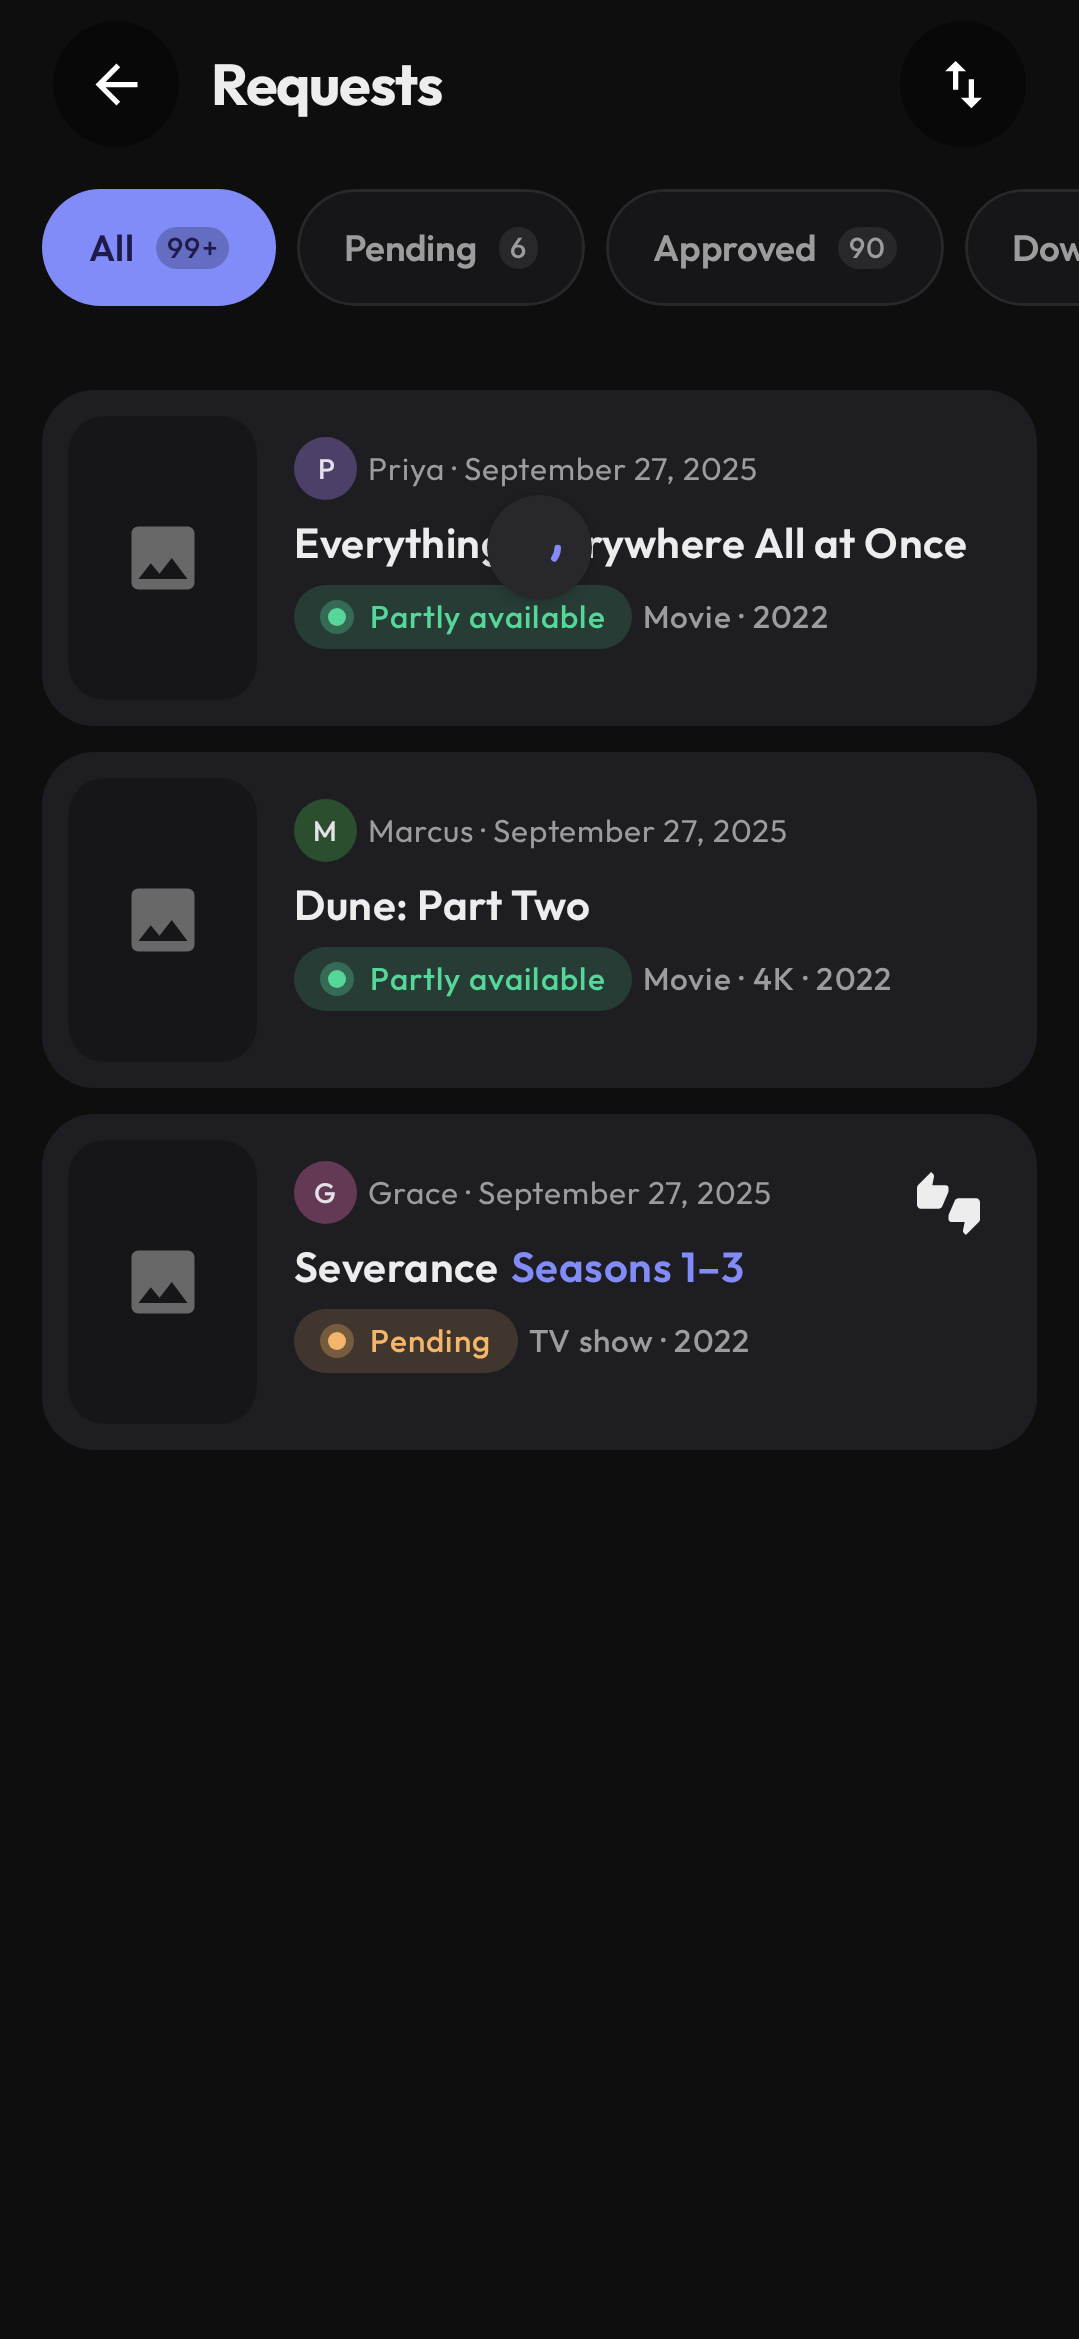 Requests
All 99+ Pending 6 Approved 90 Dow
P Priya · September 27, 2025
Everything rywhere All at Once
Partly available Movie · 2022
M Marcus · September 27, 2025
Dune: Part Two
Partly available Movie · 4K · 2022
G Grace · September 27, 2025
Severance Seasons 1–3
Pending TV show · 2022